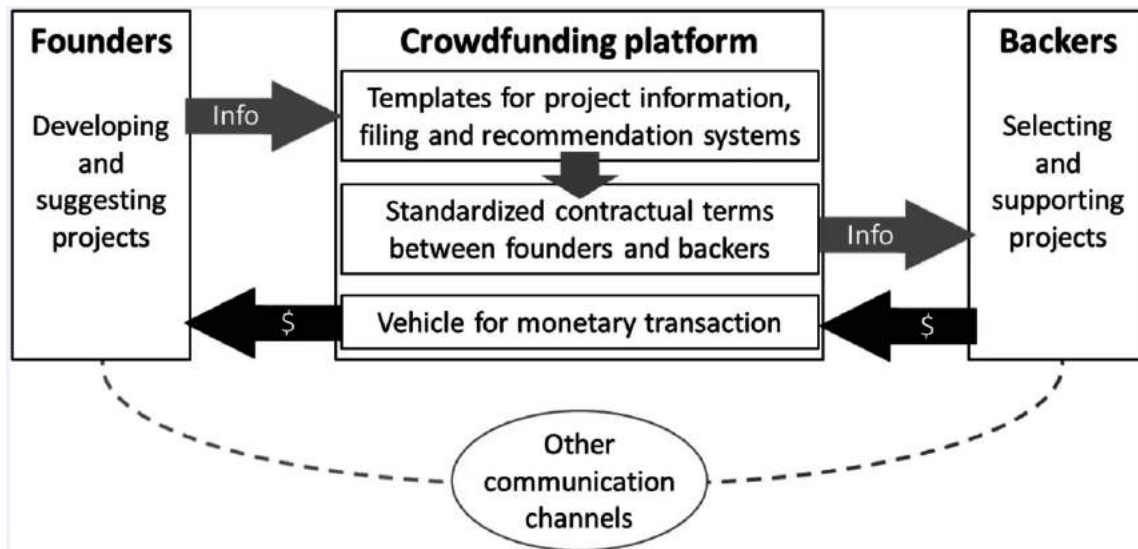 Founders
Developing
and
suggesting
projects
Info
$
Crowdfunding platform
Templates for project information,
filing and recommendation systems
Standardized contractual terms
between founders and backers
Vehicle for monetary transaction
Info
$
Backers
Selecting
and
supporting
projects
Other
communication
channels